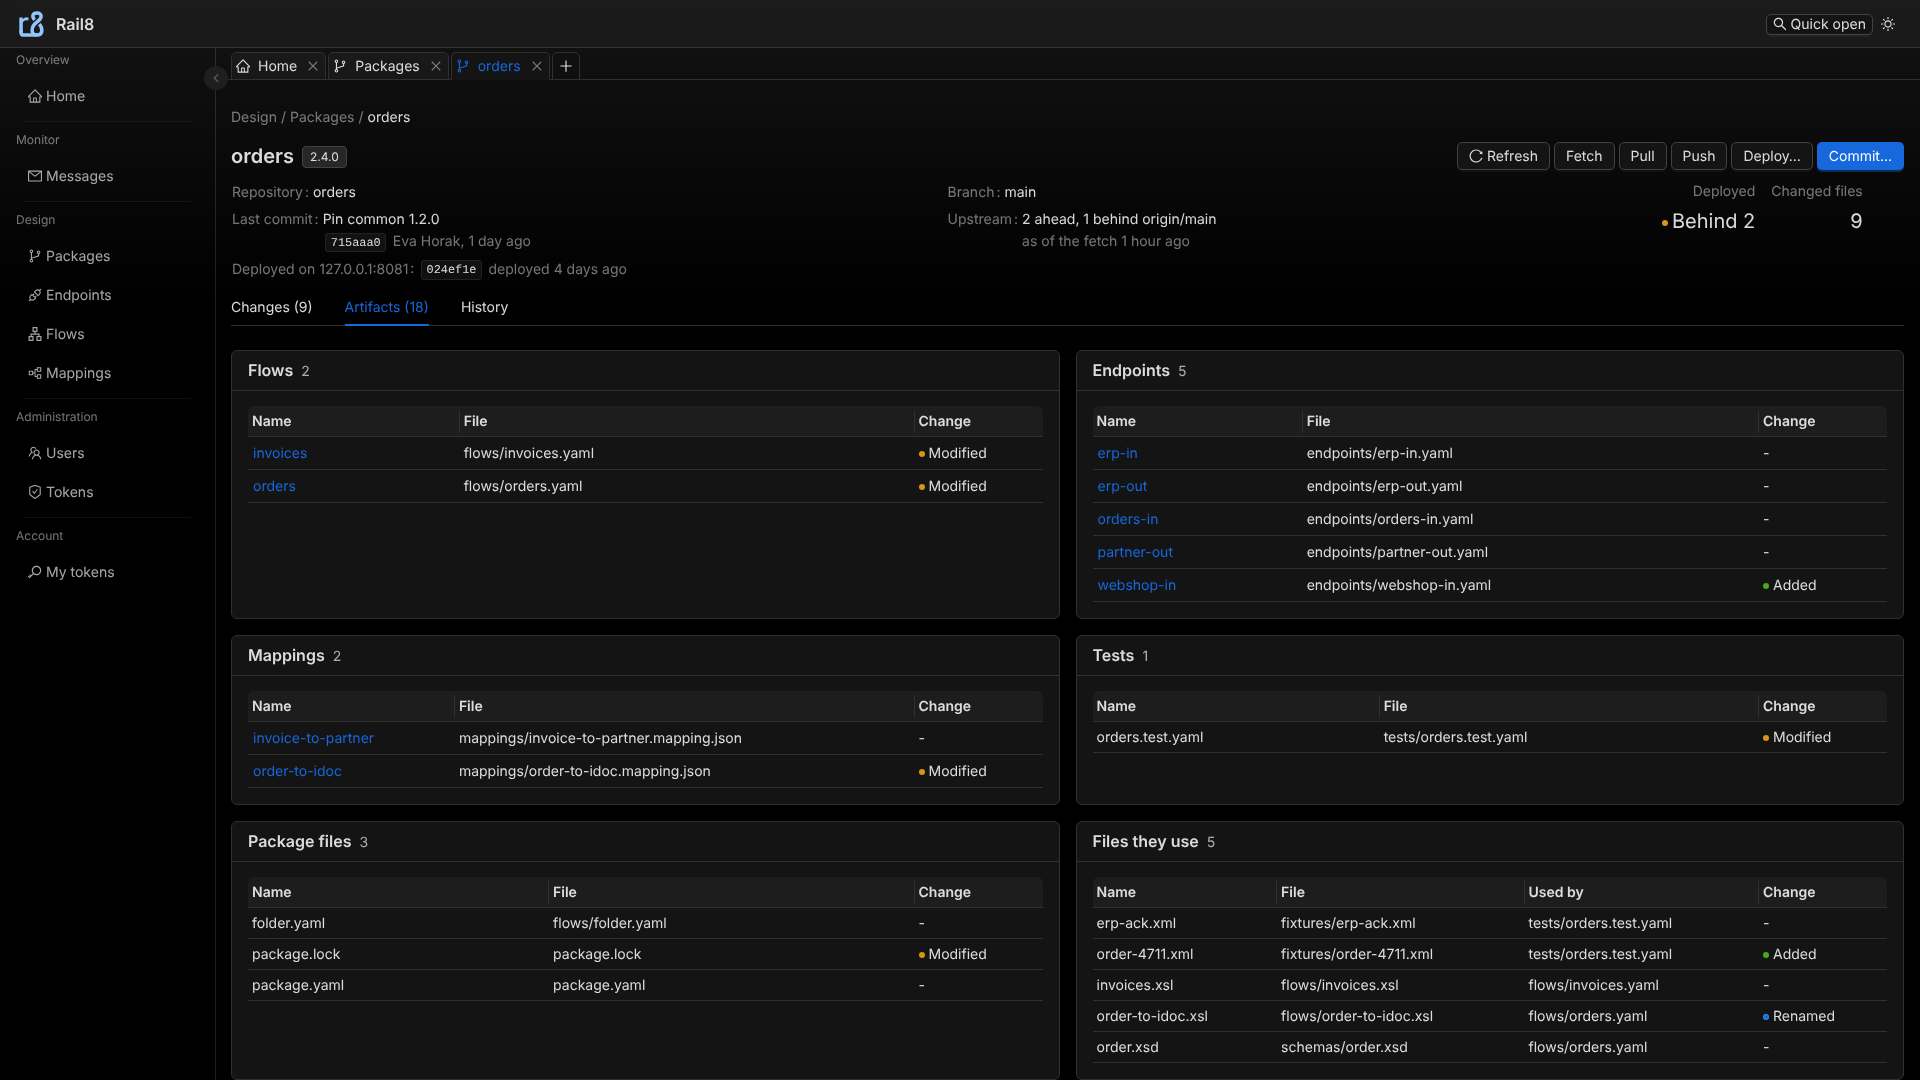 Rail8
Quick open
Overview
Home
Monitor
Messages
Design
Packages
Endpoints
Flows
Mappings
Administration
Users
Tokens
Account
My tokens
Home
Packages
orders
Design / Packages / orders
orders 2.4.0
Refresh Fetch Pull Push Deploy... Commit...
Repository: orders
Branch: main
Last commit: Pin common 1.2.0
715aaa0 Eva Horak, 1 day ago
Upstream: 2 ahead, 1 behind origin/main
as of the fetch 1 hour ago
Deployed on 127.0.0.1:8081: 024ef1e deployed 4 days ago
Deployed
Behind 2
Changed files
9
Changes (9) Artifacts (18) History
Flows 2
Name File Change
invoices flows/invoices.yaml Modified
orders flows/orders.yaml Modified
Endpoints 5
Name File Change
erp-in endpoints/erp-in.yaml -
erp-out endpoints/erp-out.yaml -
orders-in endpoints/orders-in.yaml -
partner-out endpoints/partner-out.yaml -
webshop-in endpoints/webshop-in.yaml Added
Mappings 2
Name File Change
invoice-to-partner mappings/invoice-to-partner.mapping.json -
order-to-idoc mappings/order-to-idoc.mapping.json Modified
Tests 1
Name File Change
orders.test.yaml tests/orders.test.yaml Modified
Package files 3
Name File Change
folder.yaml flows/folder.yaml -
package.lock package.lock Modified
package.yaml package.yaml -
Files they use 5
Name File Used by Change
erp-ack.xml fixtures/erp-ack.xml tests/orders.test.yaml -
order-4711.xml fixtures/order-4711.xml tests/orders.test.yaml Added
invoices.xsl flows/invoices.xsl flows/invoices.yaml -
order-to-idoc.xsl flows/order-to-idoc.xsl flows/orders.yaml Renamed
order.xsd schemas/order.xsd flows/orders.yaml -